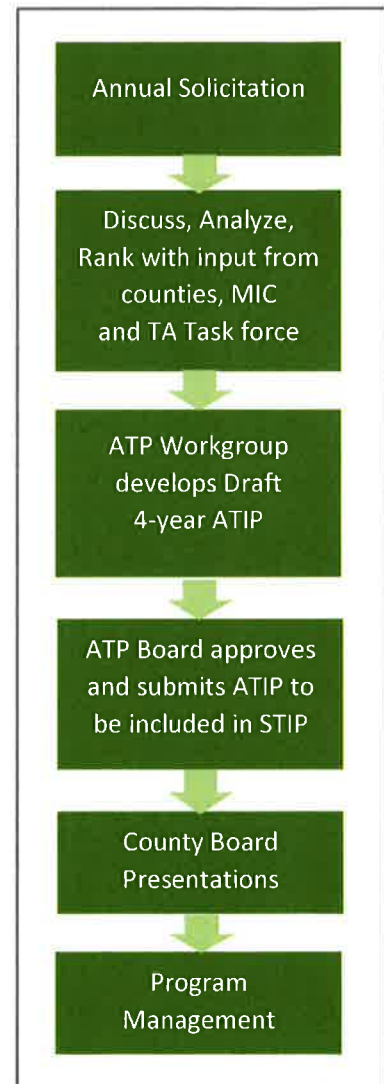 Annual Solicitation
Discuss, Analyze,
Rank with input from
counties, MIC
and TA Task force
ATP Workgroup
develops Draft
4-year ATIP
ATP Board approves
and submits ATIP to
be included in STIP
County Board
Presentations
Program
Management